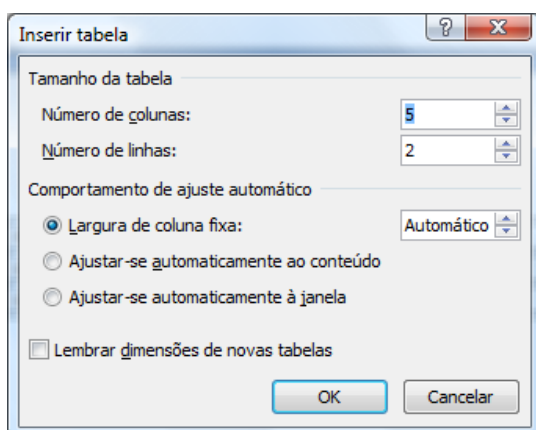 Inserir tabela
Tamanho da tabela
Número de colunas: 5
Número de linhas: 2
Comportamento de ajuste automático
Largura de coluna fixa: Automático
Ajustar-se automaticamente ao conteúdo
Ajustar-se automaticamente à janela
Lembrar dimensões de novas tabelas
OK Cancelar